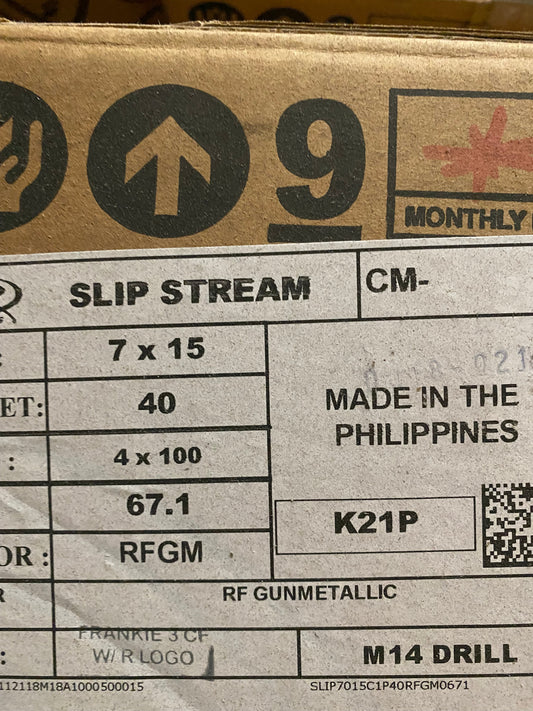 9
MONTHLY
SLIP STREAM
CM-
:
7 x 15
ET:
40
MADE IN THE
PHILIPPINES
:
4 x 100
67.1
K21P
OR :
RFGM
R
RF GUNMETALLIC
FRANKIE 3 CF
W/ R LOGO
:
M14 DRILL
112118M18A1000500015
SLIP7015C1P40RFGM0671